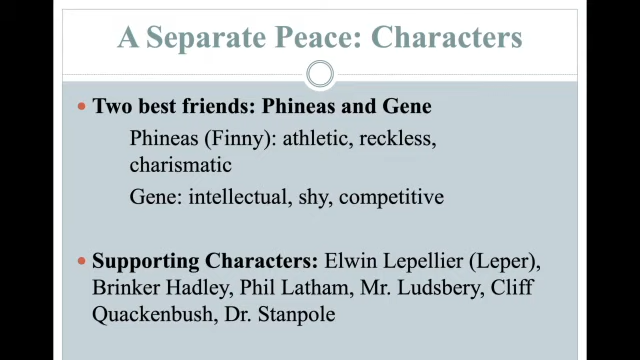 A Separate Peace: Characters
Two best friends: Phineas and Gene
Phineas (Finny): athletic, reckless,
charismatic
Gene: intellectual, shy, competitive
Supporting Characters: Elwin Lepellier (Leper),
Brinker Hadley, Phil Latham, Mr. Ludsbery, Cliff
Quackenbush, Dr. Stanpole